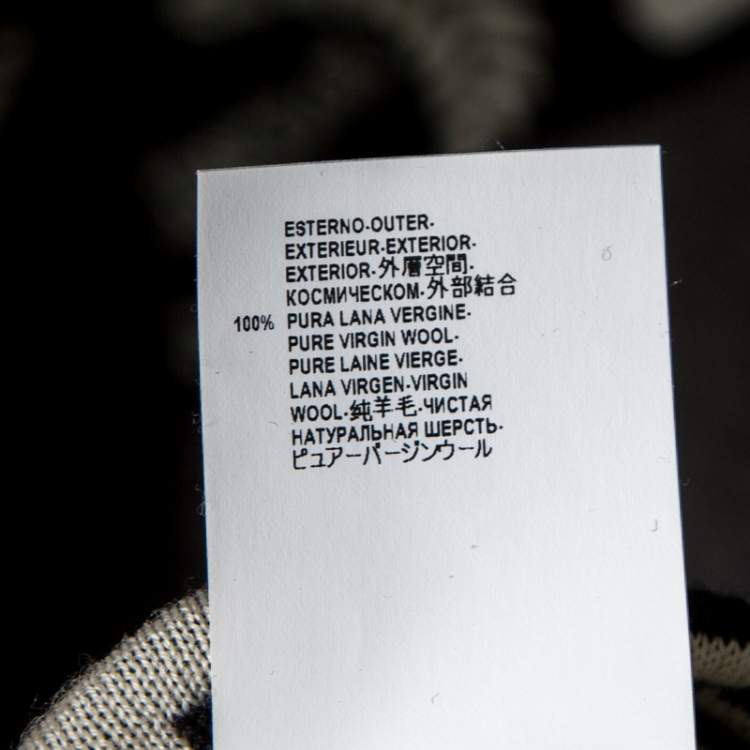 ESTERNO-OUTER-
EXTERIEUR-EXTERIOR-
EXTERIOR-外層空間-
КОСМИЧЕСКОМ-外部結合
100% PURA LANA VERGINE-
PURE VIRGIN WOOL-
PURE LAINE VIERGE-
LANA VIRGEN-VIRGIN
WOOL-純羊毛-ЧИСТАЯ
НАТУРАЛЬНАЯ ШЕРСТЬ-
ピュアーバージンウール